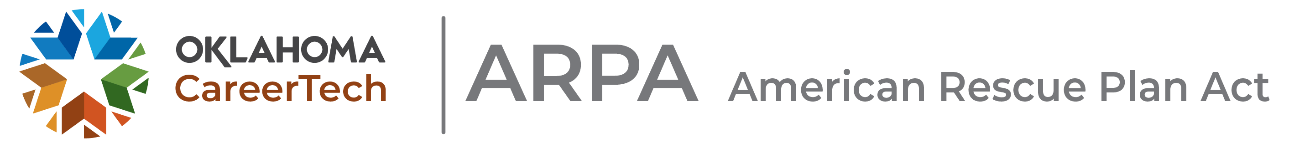 OKLAHOMA
CareerTech
ARPA American Rescue Plan Act